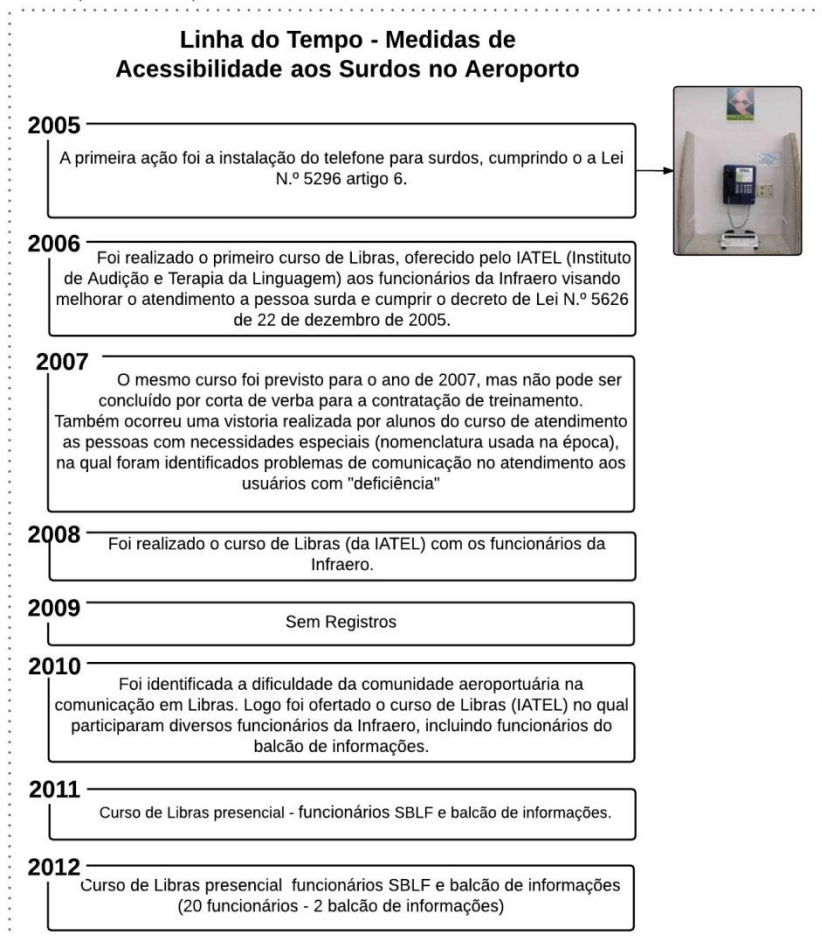 Linha do Tempo - Medidas de
Acessibilidade aos Surdos no Aeroporto
2005
A primeira ação foi a instalação do telefone para surdos, cumprindo o a Lei
N.º 5296 artigo 6.
2006
Foi realizado o primeiro curso de Libras, oferecido pelo IATEL (Instituto
de Audição e Terapia da Linguagem) aos funcionários da Infraero visando
melhorar o atendimento a pessoa surda e cumprir o decreto de Lei N.º 5626
de 22 de dezembro de 2005.
2007
O mesmo curso foi previsto para o ano de 2007, mas não pode ser
concluído por corta de verba para a contratação de treinamento.
Também ocorreu uma vistoria realizada por alunos do curso de atendimento
as pessoas com necessidades especiais (nomenclatura usada na época),
na qual foram identificados problemas de comunicação no atendimento aos
usuários com "deficiência"
2008
Foi realizado o curso de Libras (da IATEL) com os funcionários da
Infraero.
2009
Sem Registros
2010
Foi identificada a dificuldade da comunidade aeroportuária na
comunicação em Libras. Logo foi ofertado o curso de Libras (IATEL) no qual
participaram diversos funcionários da Infraero, incluindo funcionários do
balcão de informações.
2011
Curso de Libras presencial - funcionários SBLF e balcão de informações.
2012
Curso de Libras presencial funcionários SBLF e balcão de informações
(20 funcionários - 2 balcão de informações)